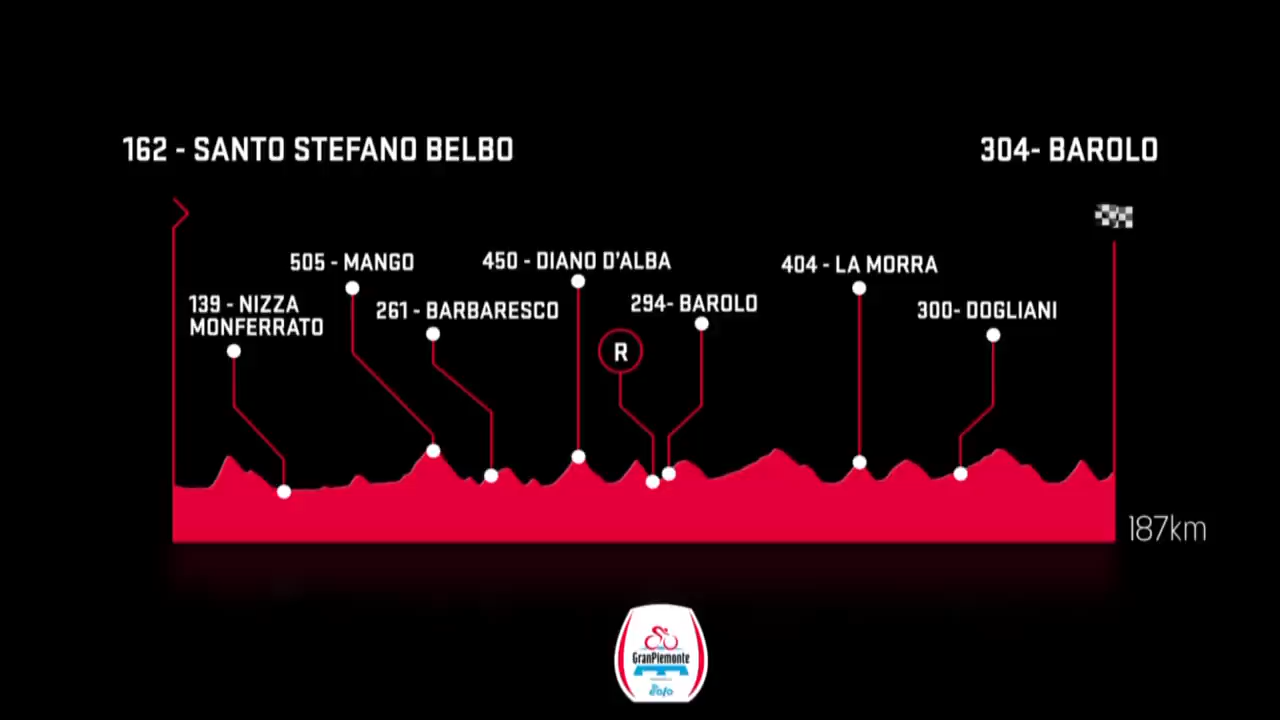 162 - SANTO STEFANO BELBO
304- BAROLO
505 - MANGO
450 - DIANO D'ALBA
404 - LA MORRA
139 - NIZZA
MONFERRATO
261 - BARBARESCO
294- BAROLO
300- DOGLIANI
R
187km
GranPiemonte
eolo